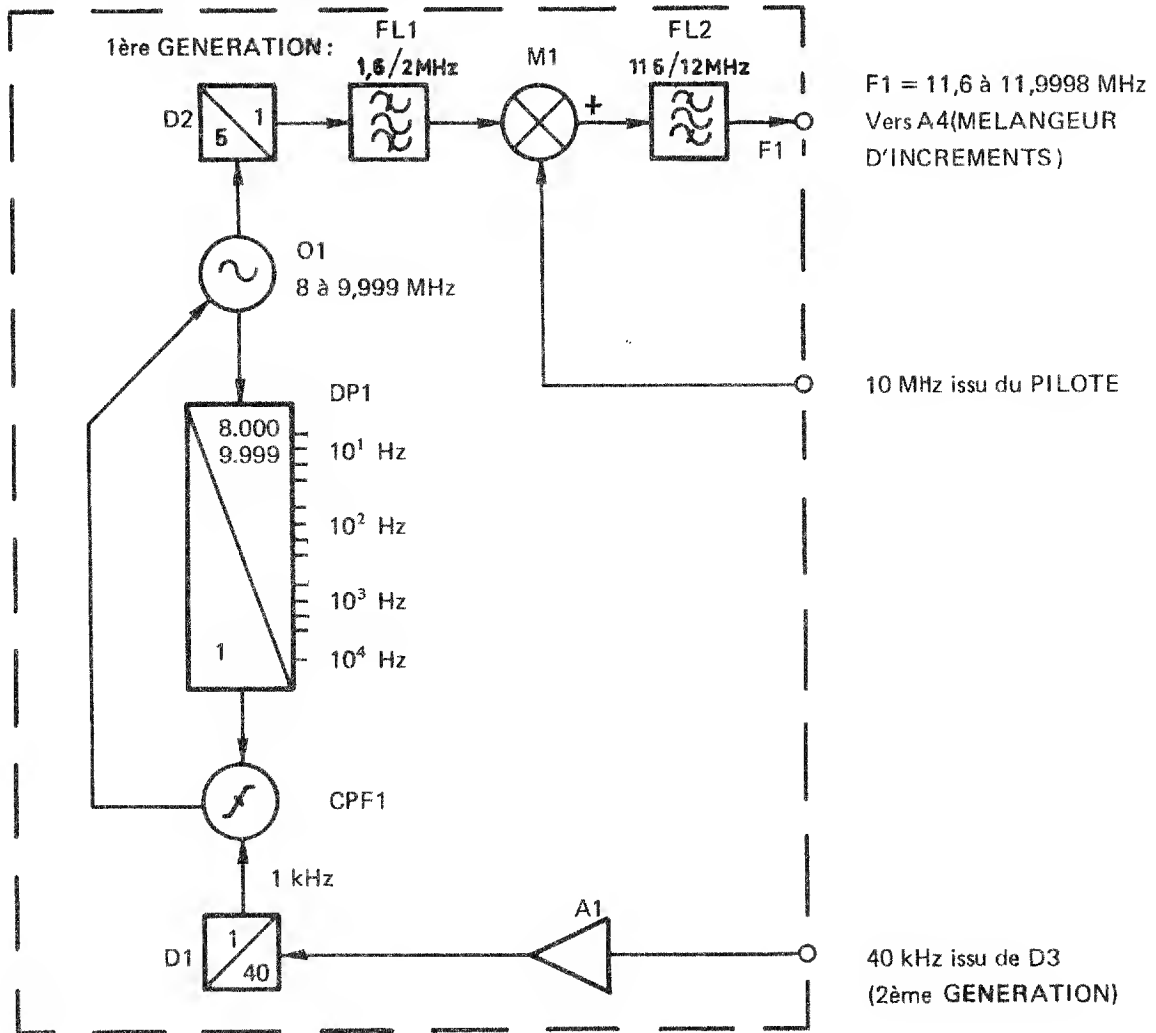 1ère GENERATION :
FL1
1,6/2MHz
M1
FL2
11 6/12MHz
D2
5
1
+
F1
F1 = 11,6 à 11,9998 MHz
Vers A4(MELANGEUR
D'INCREMENTS)
O1
8 à 9,999 MHz
10 MHz issu du PILOTE
DP1
8.000
9.999
10¹ Hz
10² Hz
10³ Hz
10⁴ Hz
1
CPF1
1 kHz
D1
1
40
A1
40 kHz issu de D3
(2ème GENERATION)